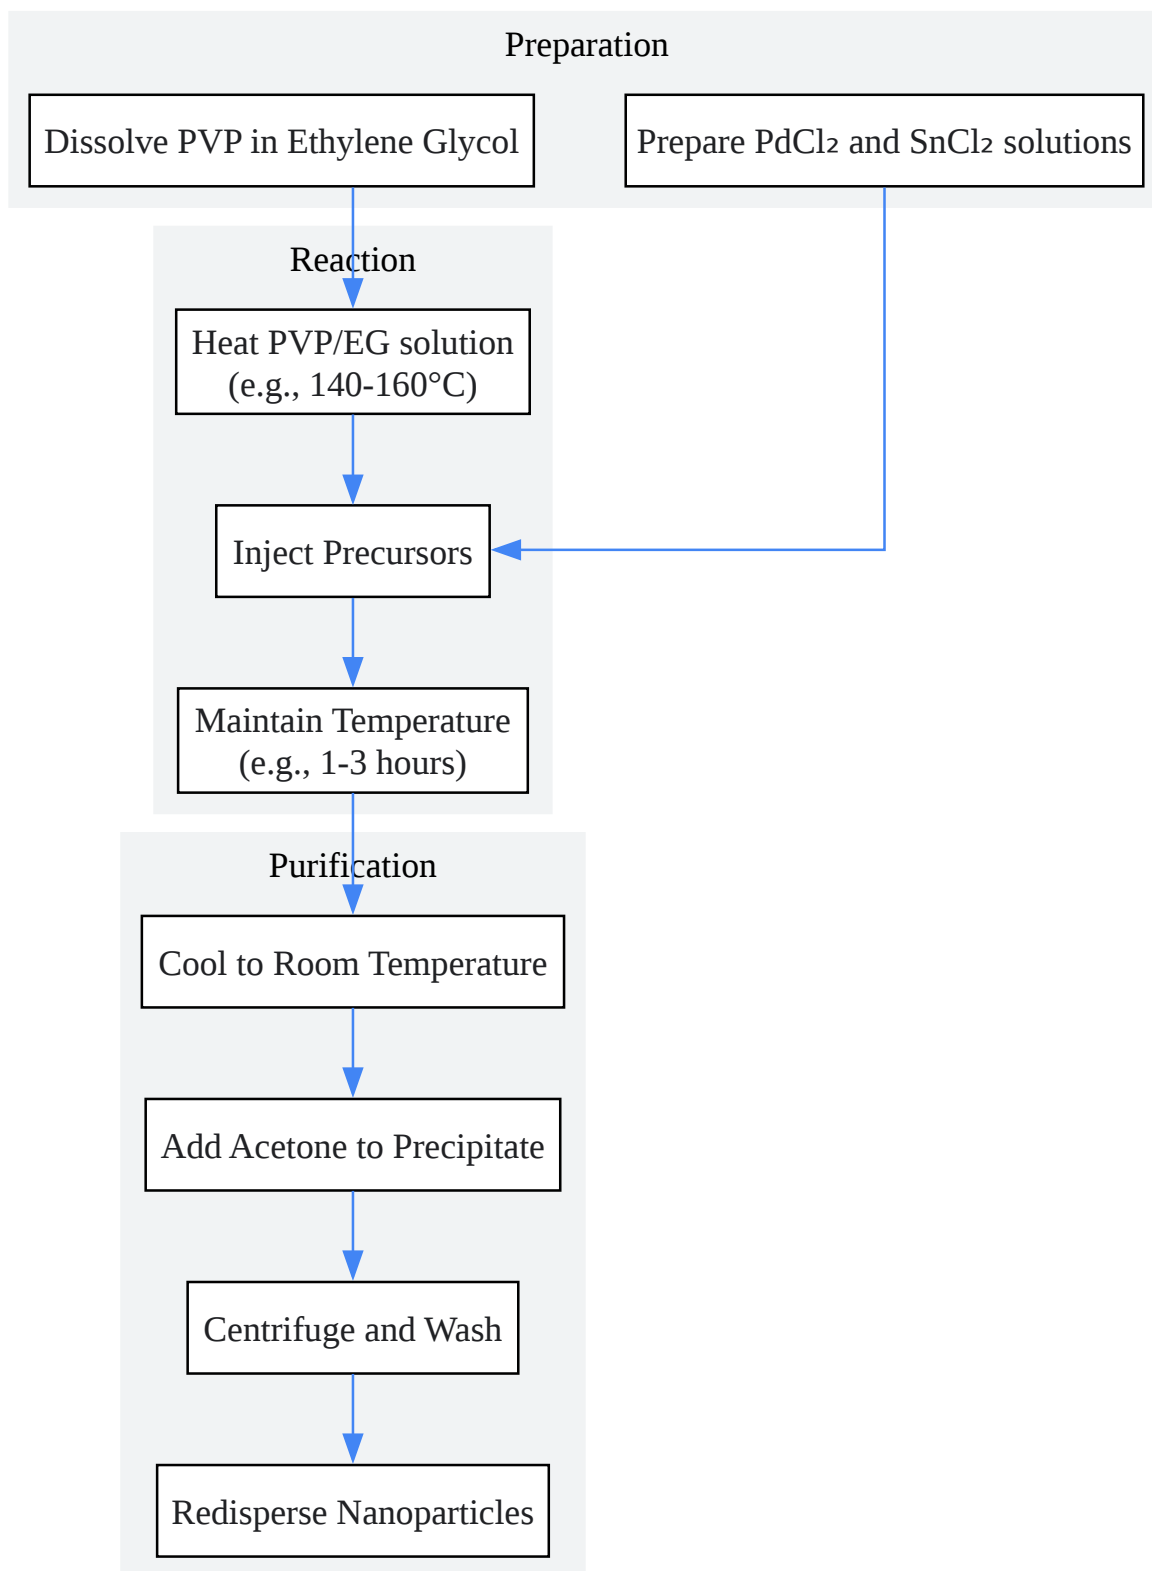 Preparation
Dissolve PVP in Ethylene Glycol
Prepare PdCl₂ and SnCl₂ solutions
Reaction
Heat PVP/EG solution
(e.g., 140-160°C)
Inject Precursors
Maintain Temperature
(e.g., 1-3 hours)
Purification
Cool to Room Temperature
Add Acetone to Precipitate
Centrifuge and Wash
Redisperse Nanoparticles